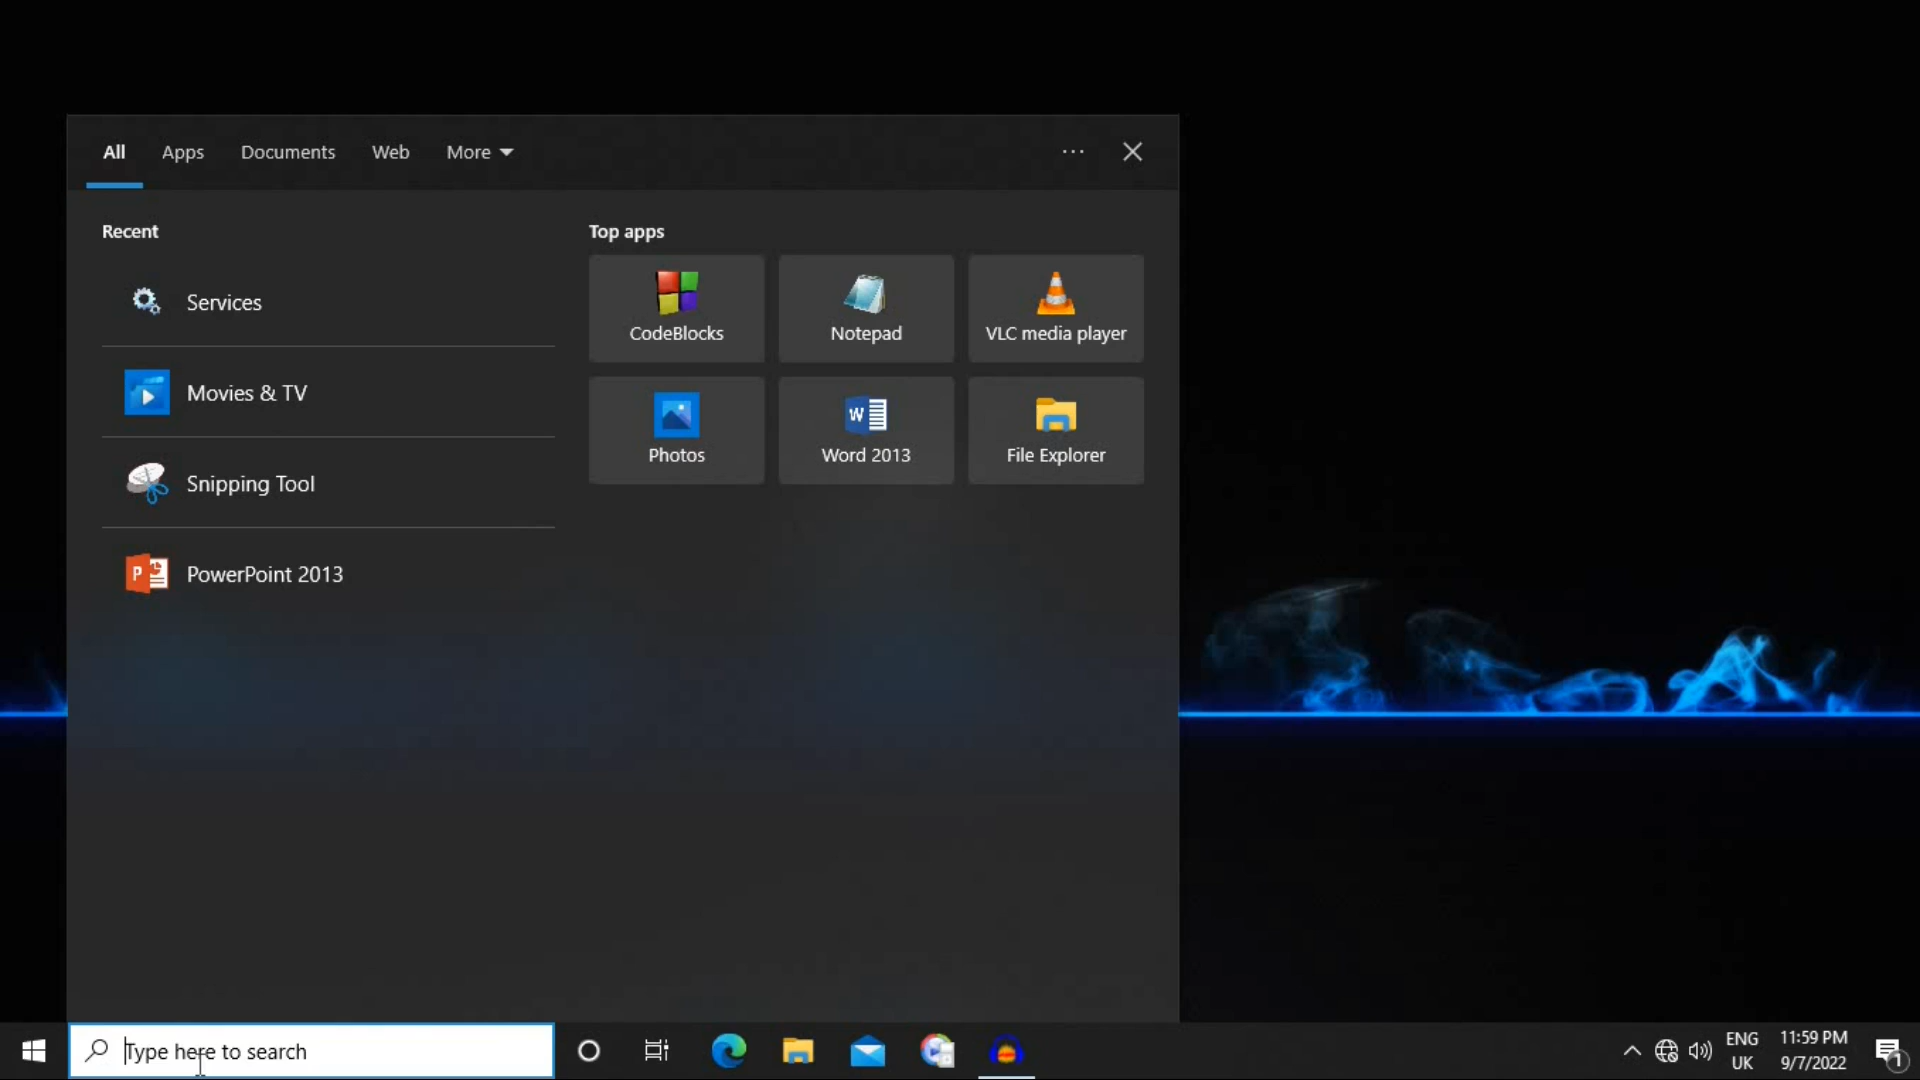 All Apps Documents Web More
Recent
Top apps
Services
Movies & TV
Snipping Tool
PowerPoint 2013
CodeBlocks
Notepad
VLC media player
Photos
Word 2013
File Explorer
Type here to search
ENG
UK
11:59 PM
9/7/2022
1